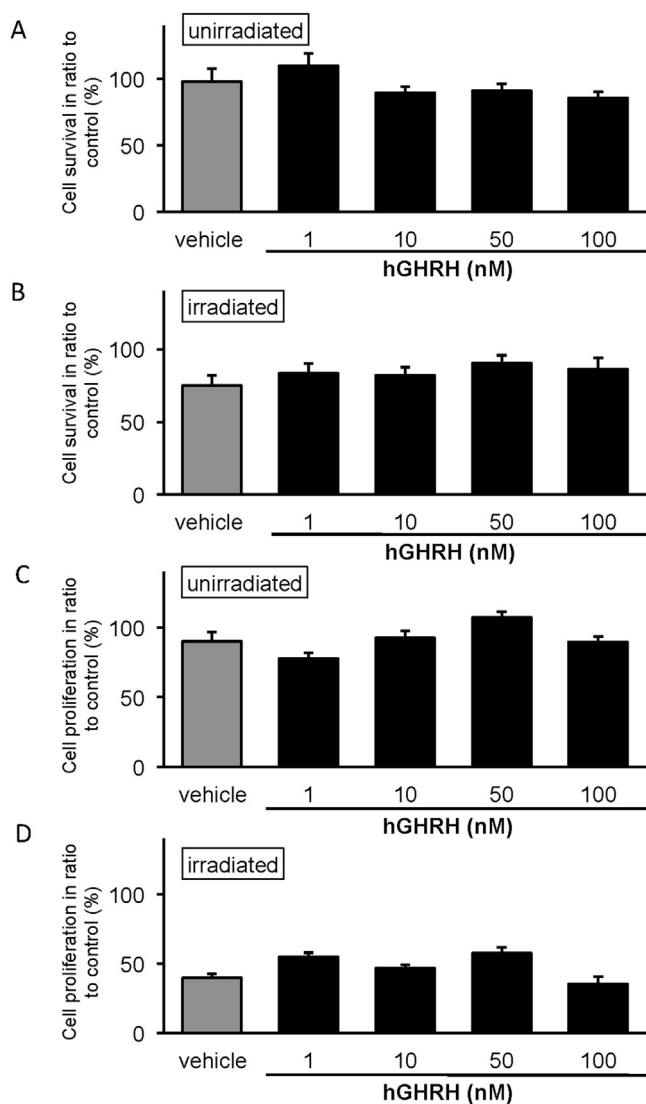 A
unirradiated
Cell survival in ratio to
control (%)
100
50
0
vehicle 1 10 50 100
hGHRH (nM)
B
irradiated
Cell survival in ratio to
control (%)
100
50
0
vehicle 1 10 50 100
hGHRH (nM)
C
unirradiated
Cell proliferation in ratio
to control (%)
100
50
0
vehicle 1 10 50 100
hGHRH (nM)
D
irradiated
Cell proliferation in ratio
to control (%)
100
50
0
vehicle 1 10 50 100
hGHRH (nM)